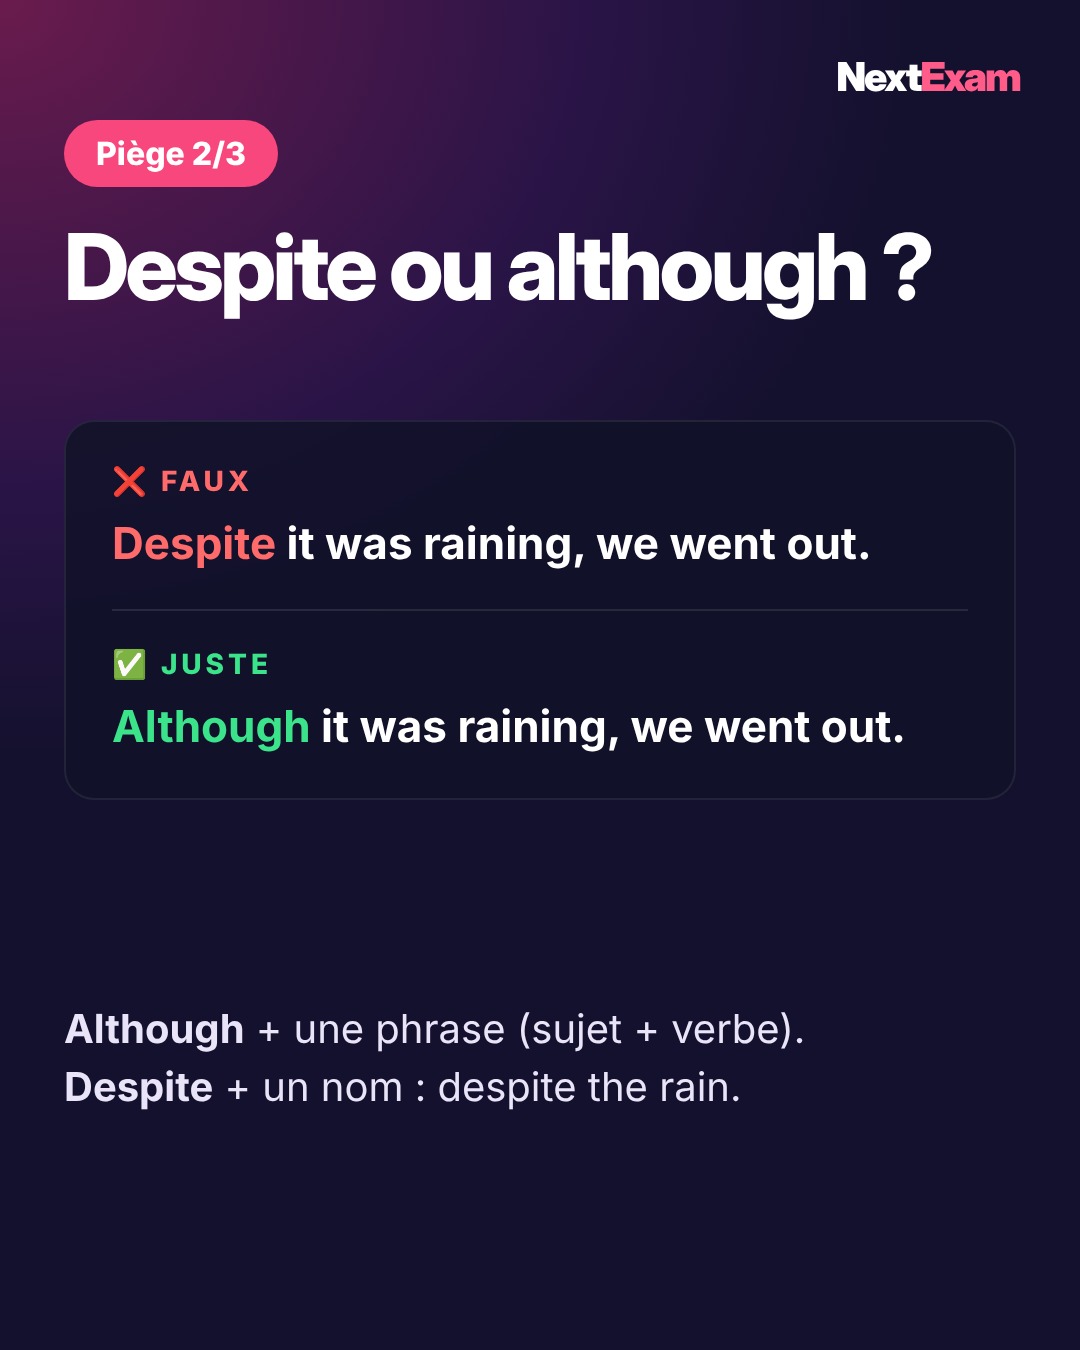 NextExam
Piège 2/3
Despite ou although ?
❌ FAUX
Despite it was raining, we went out.
✅ JUSTE
Although it was raining, we went out.
Although + une phrase (sujet + verbe).
Despite + un nom : despite the rain.